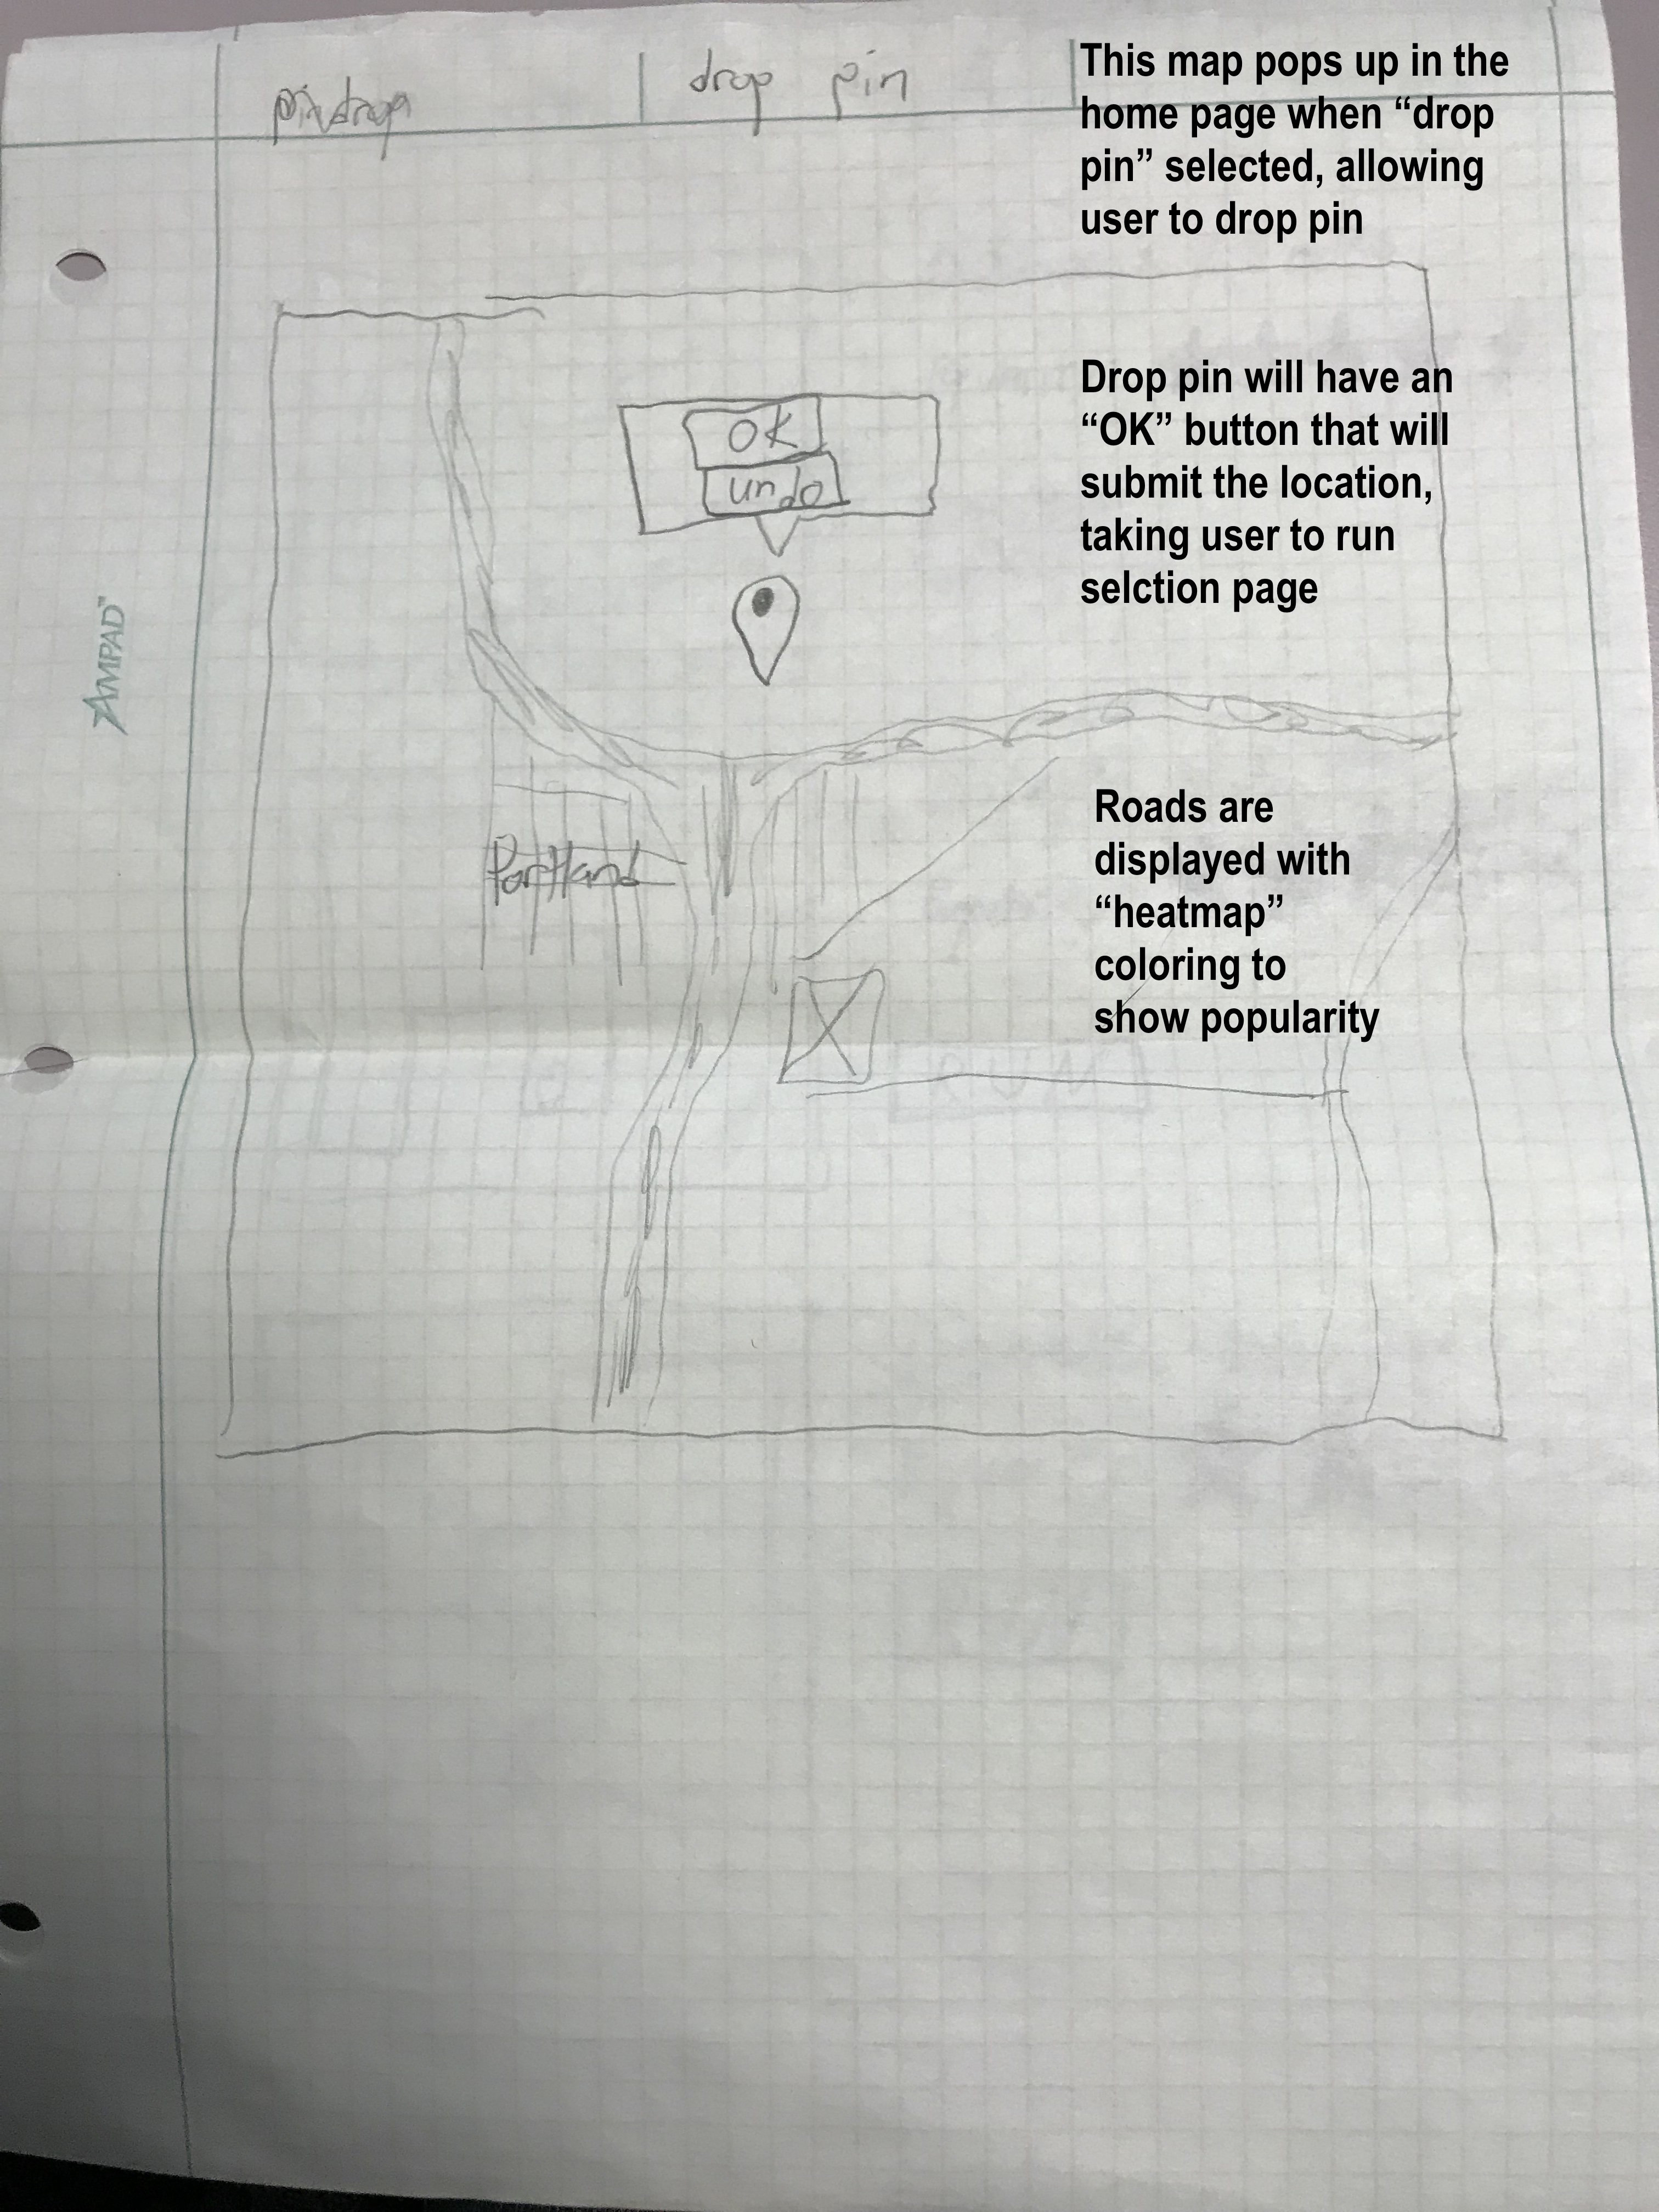 pindrop
drop pin
This map pops up in the
home page when “drop
pin” selected, allowing
user to drop pin
OK
undo
Drop pin will have an
“OK” button that will
submit the location,
taking user to run
selction page
AMPAD™
Portland
Roads are
displayed with
“heatmap”
coloring to
show popularity